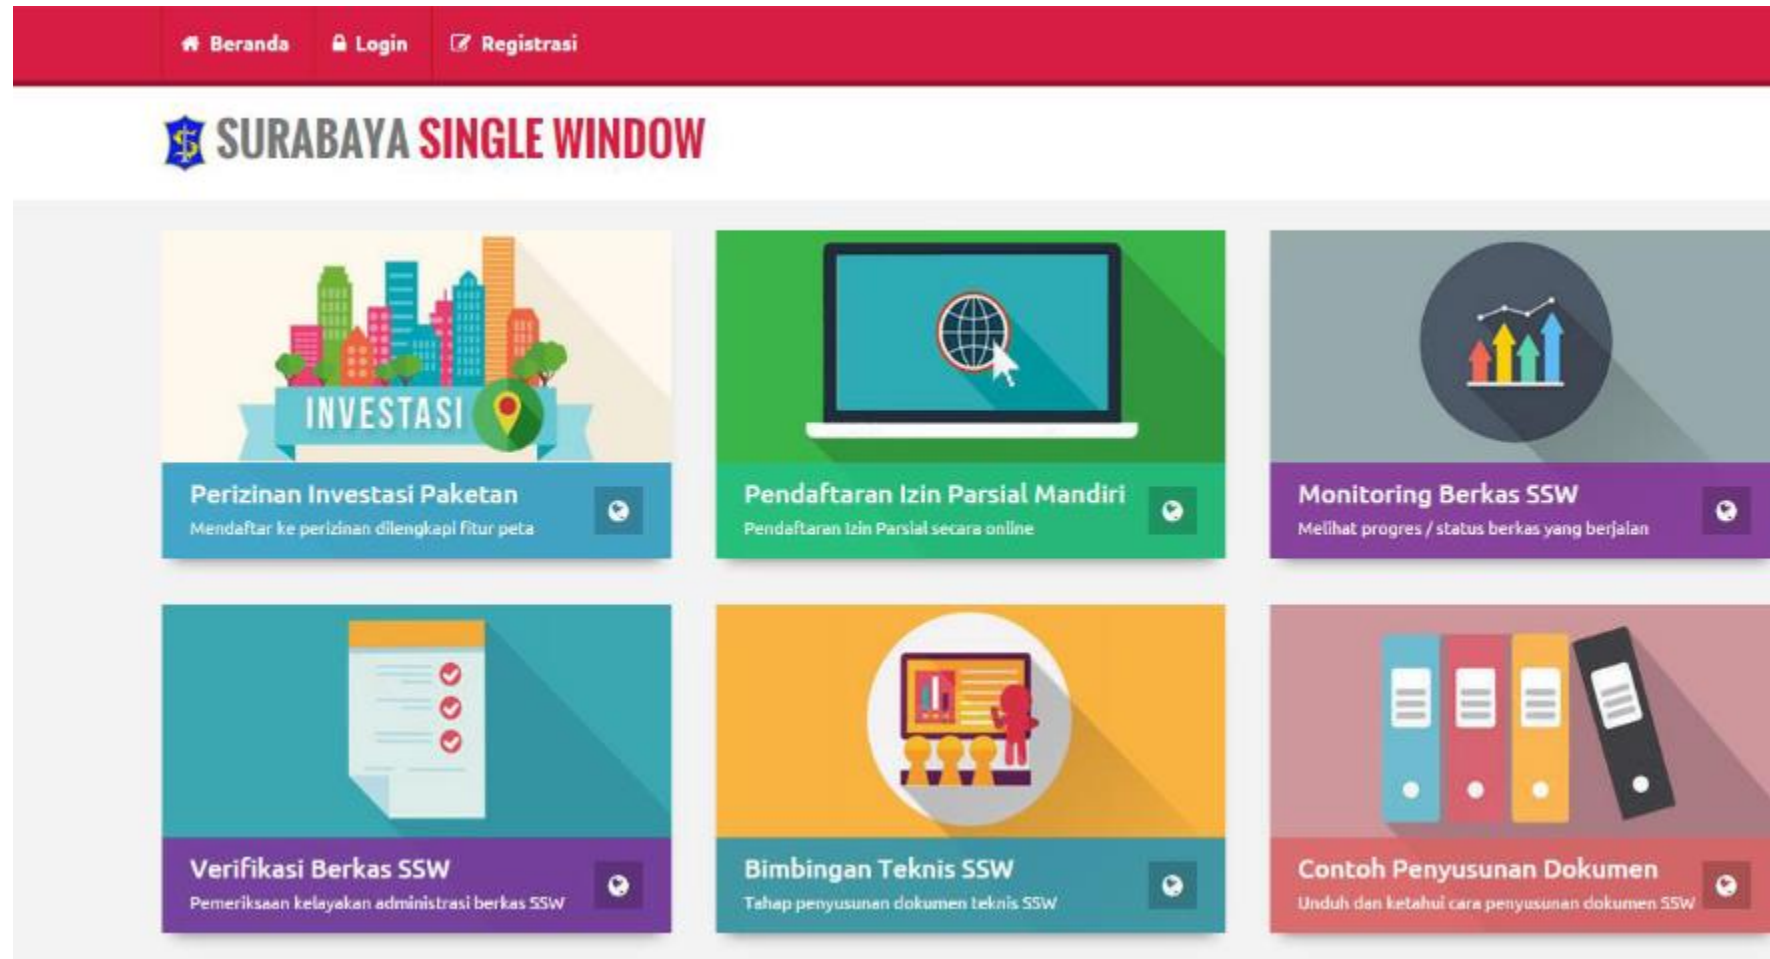 Beranda Login Registrasi
SURABAYA SINGLE WINDOW
INVESTASI
Perizinan Investasi Paketan
Mendaftar ke perizinan dilengkapi fitur peta
Pendaftaran Izin Parsial Mandiri
Pendaftaran Izin Parsial secara online
Monitoring Berkas SSW
Melihat progres / status berkas yang berjalan
Verifikasi Berkas SSW
Pemeriksaan kelayakan administrasi berkas SSW
Bimbingan Teknis SSW
Tahap penyusunan dokumen teknis SSW
Contoh Penyusunan Dokumen
Unduh dan ketahui cara penyusunan dokumen SSW